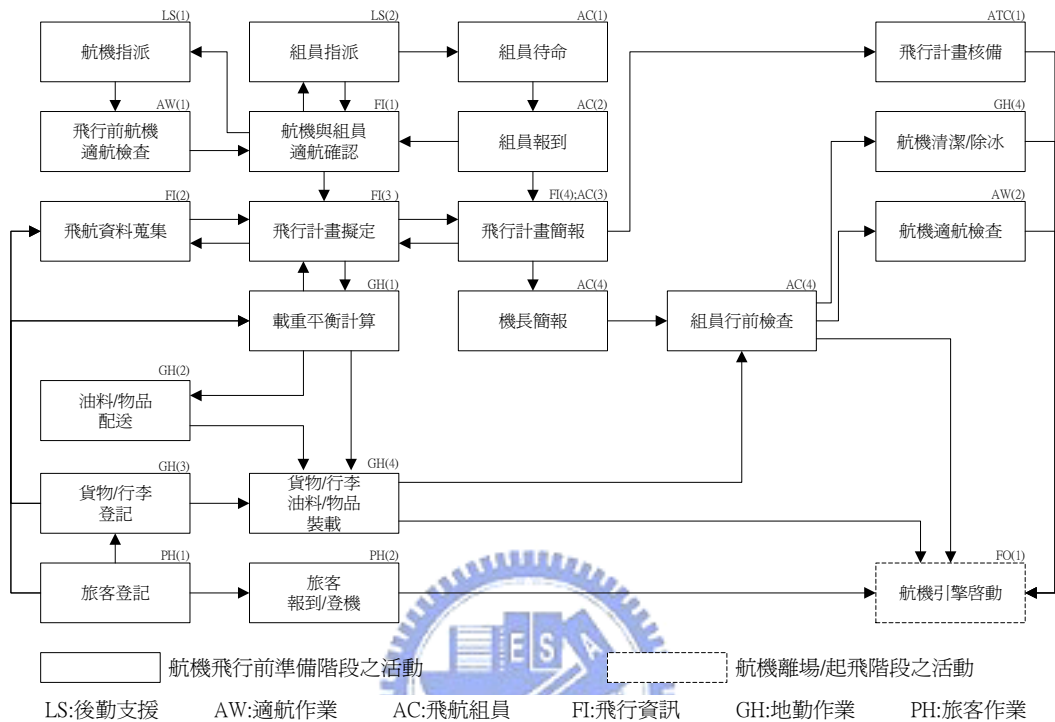 LS(1)
航機指派
LS(2)
組員指派
AC(1)
組員待命
ATC(1)
飛行計畫核備
AW(1)
飛行前航機
適航檢查
FI(1)
航機與組員
適航確認
AC(2)
組員報到
GH(4)
航機清潔/除冰
FI(2)
飛航資料蒐集
FI(3 )
飛行計畫擬定
FI(4);AC(3)
飛行計畫簡報
AW(2)
航機適航檢查
GH(1)
載重平衡計算
AC(4)
機長簡報
AC(4)
組員行前檢查
GH(2)
油料/物品
配送
GH(3)
貨物/行李
登記
GH(4)
貨物/行李
油料/物品
裝載
PH(1)
旅客登記
PH(2)
旅客
報到/登機
FO(1)
航機引擎啓動
ESA
航機飛行前準備階段之活動
航機離場/起飛階段之活動
LS:後勤支援 AW:適航作業 AC:飛航組員 FI:飛行資訊 GH:地勤作業 PH:旅客作業